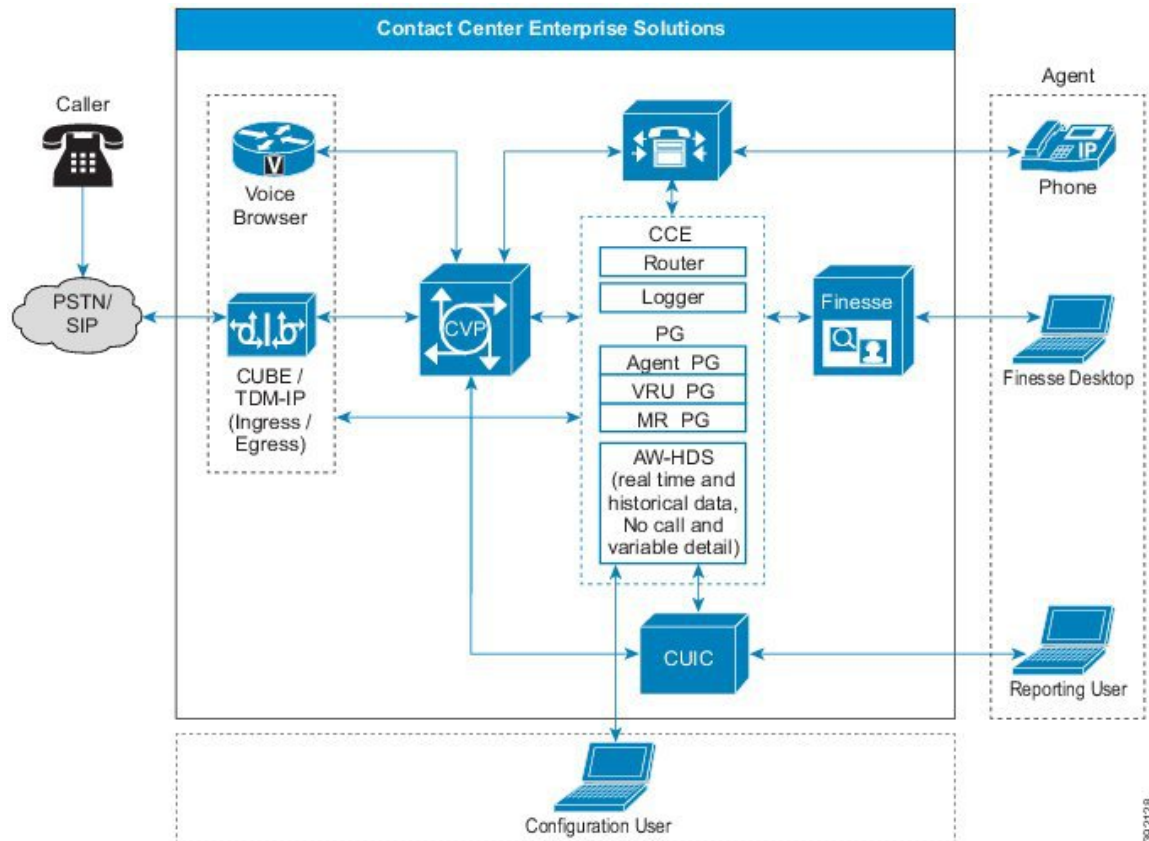 Contact Center Enterprise Solutions
Caller
PSTN/
SIP
V
Voice
Browser
CUBE /
TDM-IP
(Ingress /
Egress)
CVP
CCE
Router
Logger
PG
Agent PG
VRU PG
MR PG
AW-HDS
(real time and
historical data,
No call and
variable detail)
Finesse
CUIC
Agent
IP
Phone
Finesse Desktop
Reporting User
Configuration User
392138